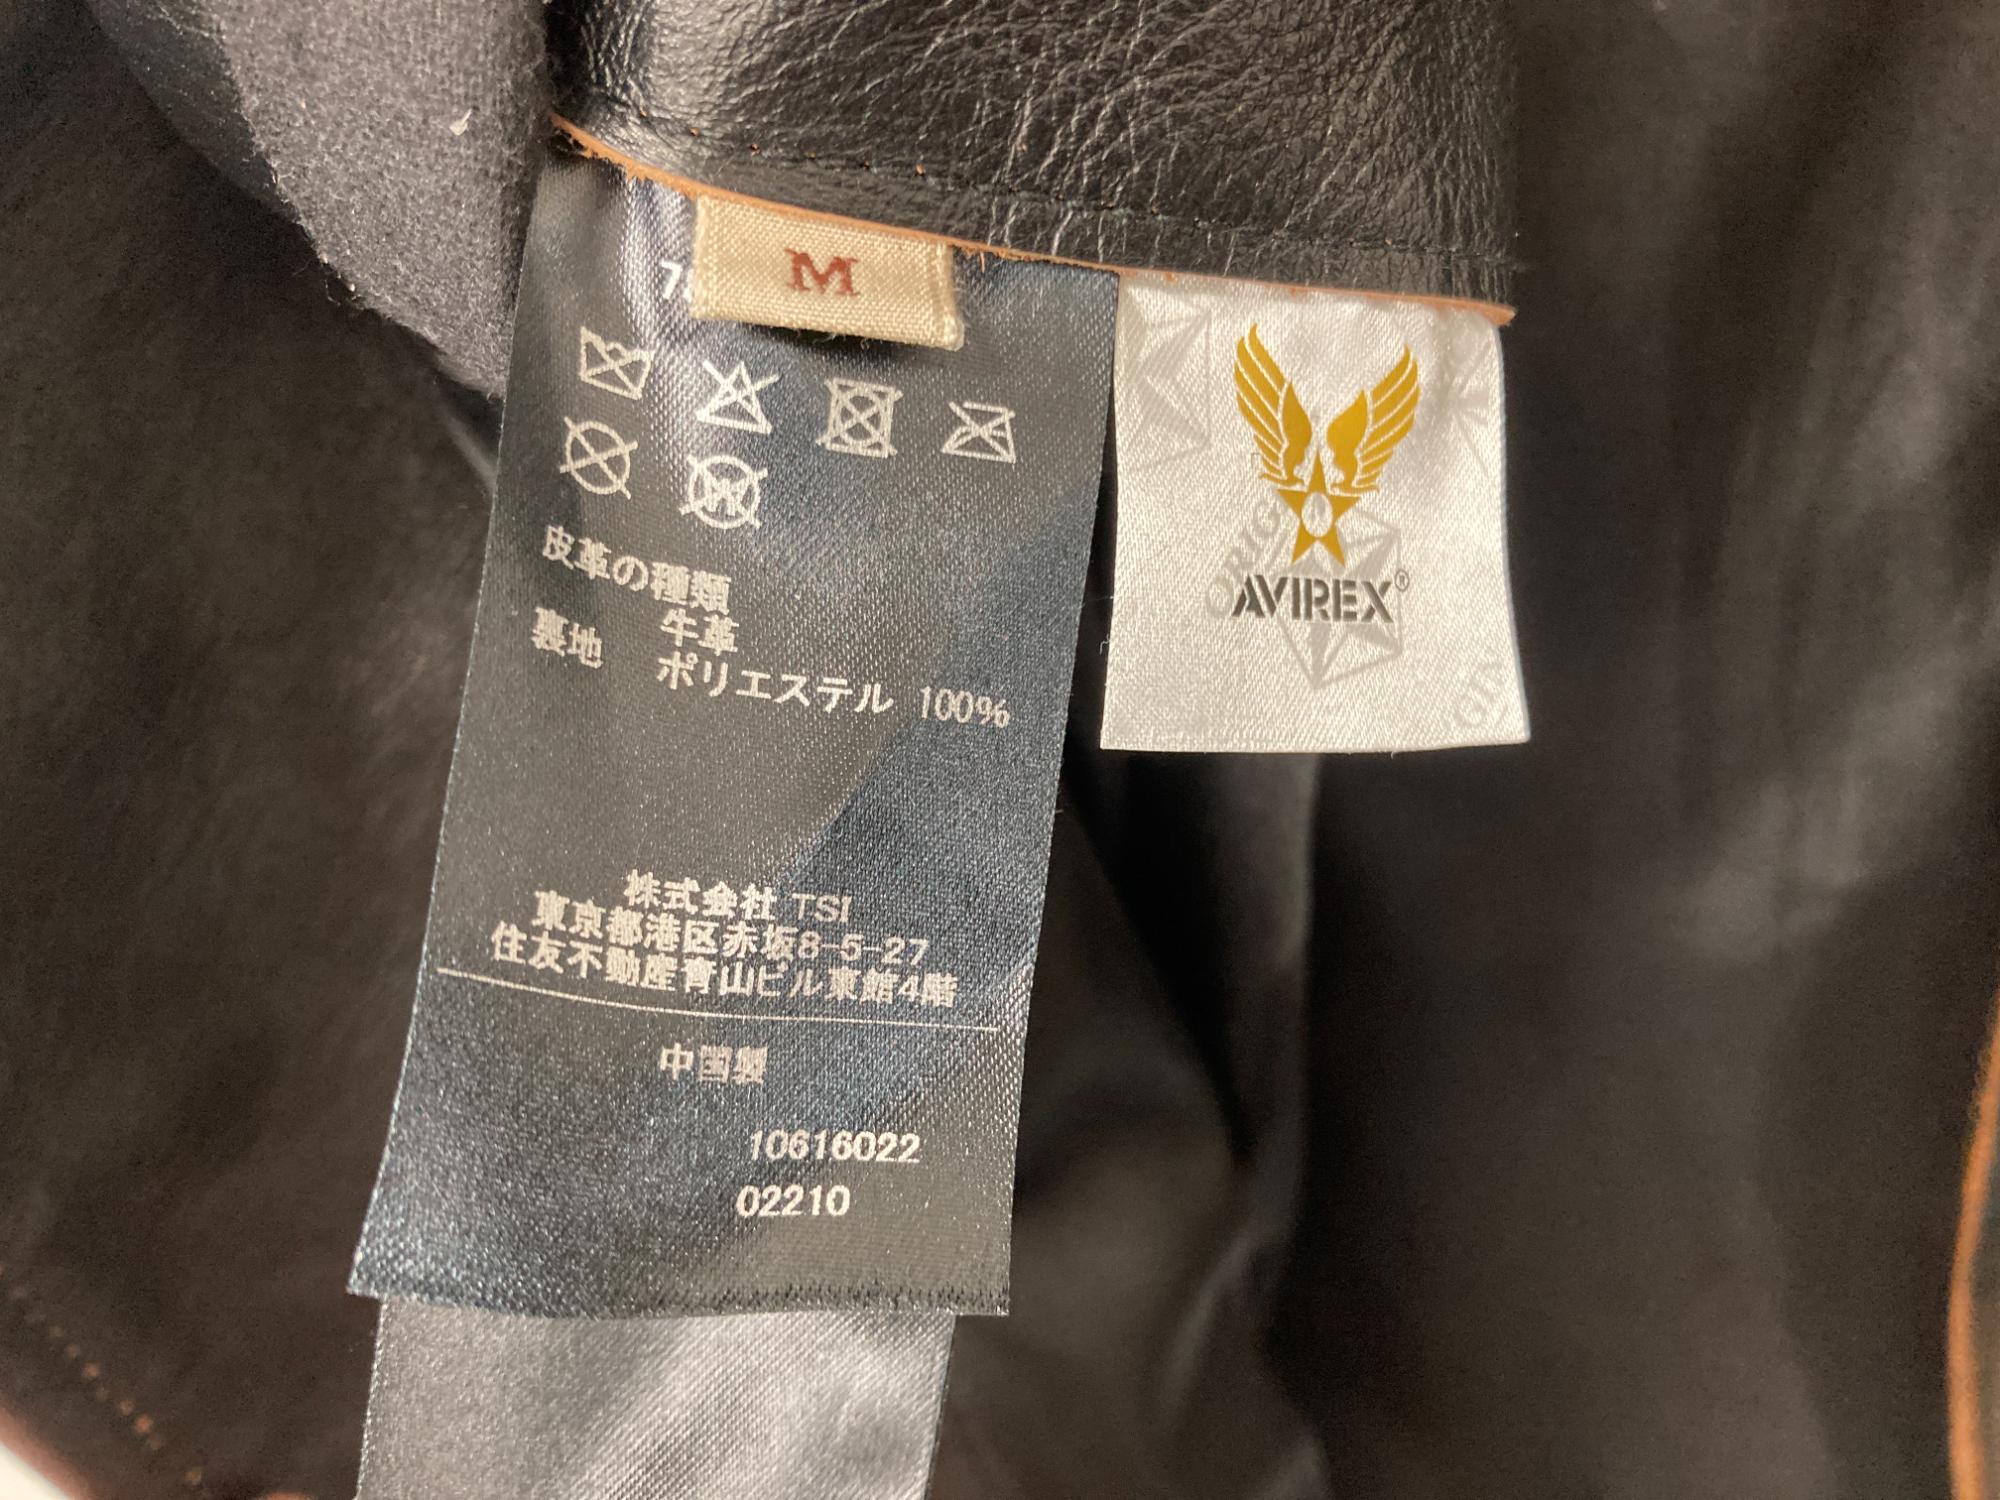 M
皮革の種類
牛革
裏地 ポリエステル 100%
株式会社 TSI
東京都港区赤坂8-5-27
住友不動産青山ビル東館4階
中国製
10616022
02210
AVIREX®